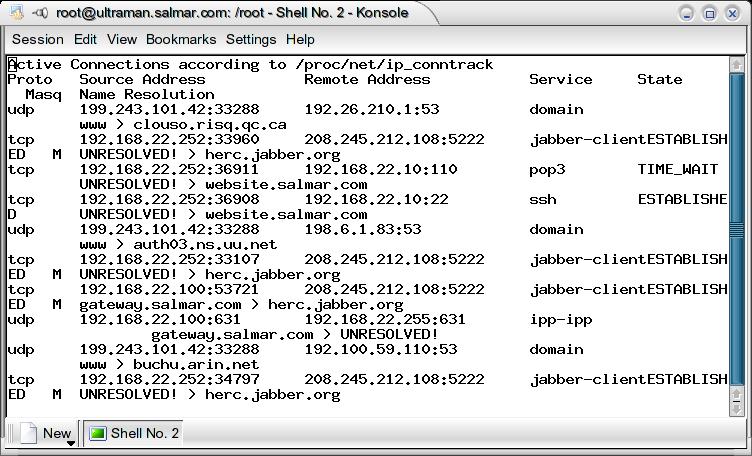 root@ultraman.salmar.com: /root - Shell No. 2 - Konsole
Session Edit View Bookmarks Settings Help
Active Connections according to /proc/net/ip_conntrack
Proto Source Address Remote Address Service State
Masq Name Resolution
udp 199.243.101.42:33288 192.26.210.1:53 domain
www > clouso.risq.qc.ca
tcp 192.168.22.252:33960 208.245.212.108:5222 jabber-clientESTABLISH
ED M UNRESOLVED! > herc.jabber.org
tcp 192.168.22.252:36911 192.168.22.10:110 pop3 TIME_WAIT
UNRESOLVED! > website.salmar.com
tcp 192.168.22.252:36908 192.168.22.10:22 ssh ESTABLISHE
D UNRESOLVED! > website.salmar.com
udp 199.243.101.42:33288 198.6.1.83:53 domain
www > auth03.ns.uu.net
tcp 192.168.22.252:33107 208.245.212.108:5222 jabber-clientESTABLISH
ED M UNRESOLVED! > herc.jabber.org
tcp 192.168.22.100:53721 208.245.212.108:5222 jabber-clientESTABLISH
ED M gateway.salmar.com > herc.jabber.org
udp 192.168.22.100:631 192.168.22.255:631 ipp-ipp
gateway.salmar.com > UNRESOLVED!
udp 199.243.101.42:33288 192.100.59.110:53 domain
www > buchu.arin.net
tcp 192.168.22.252:34797 208.245.212.108:5222 jabber-clientESTABLISH
ED M UNRESOLVED! > herc.jabber.org
New Shell No. 2